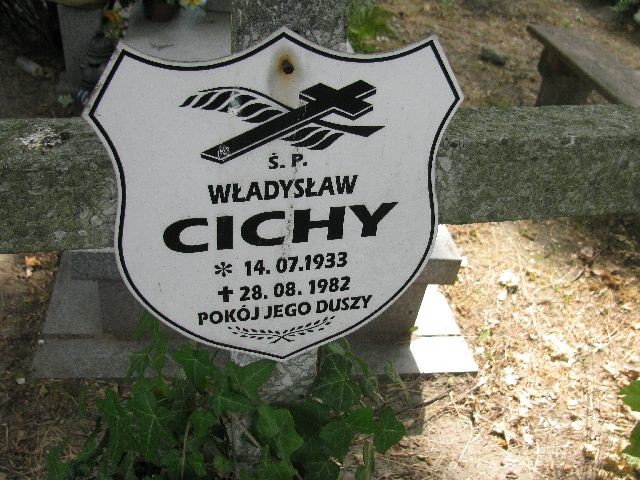 Ś. P.
WŁADYSŁAW
CICHY
* 14. 07.1933
✝ 28. 08. 1982
POKÓJ JEGO DUSZY